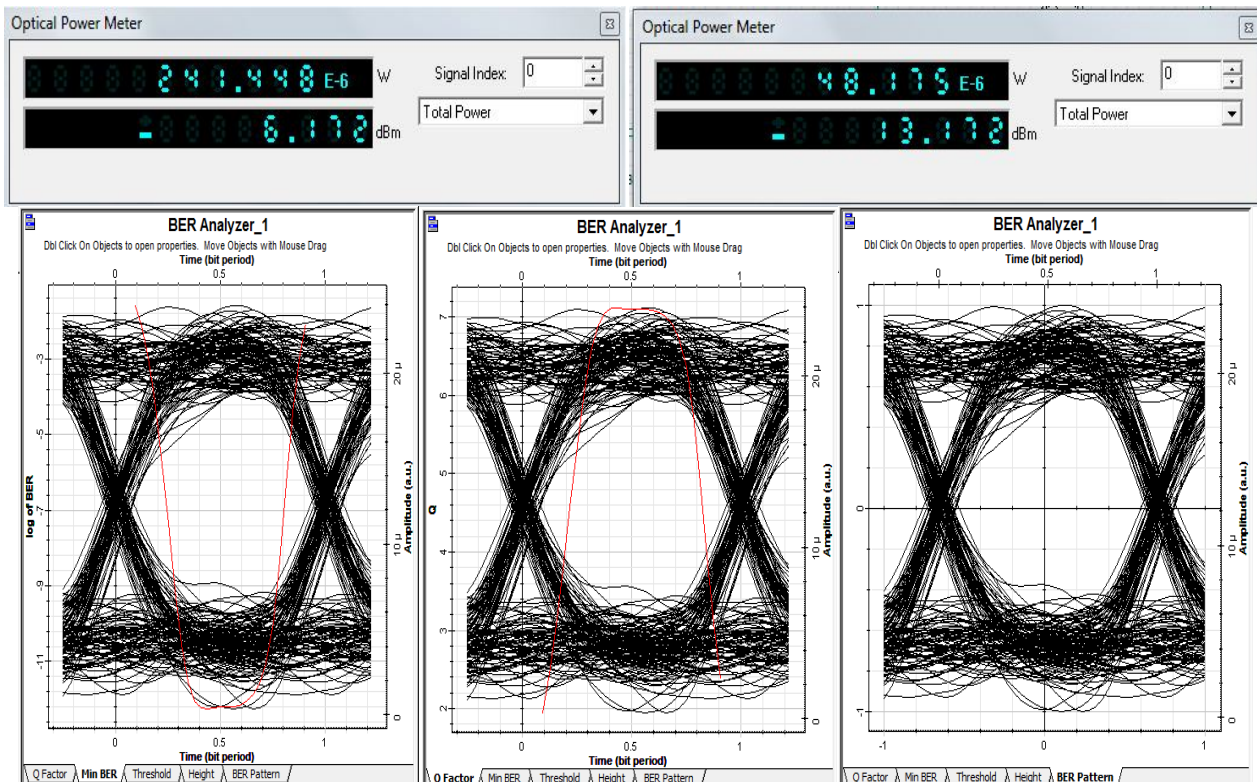 Optical Power Meter
241.448 E-6 W
Signal Index: 0
- 6.172 dBm
Total Power
Optical Power Meter
48.175 E-6 W
Signal Index: 0
- 13.172 dBm
Total Power
BER Analyzer_1
Dbl Click On Objects to open properties. Move Objects with Mouse Drag
Time (bit period)
0 0.5 1
log of BER
-3
-5
-7
-9
-11
Amplitude (a.u.)
20 µ
10 µ
0
0 0.5 1
Time (bit period)
Q Factor Min BER Threshold Height BER Pattern
BER Analyzer_1
Dbl Click On Objects to open properties. Move Objects with Mouse Drag
Time (bit period)
0 0.5 1
Q
7
6
5
4
3
2
Amplitude (a.u.)
20 µ
10 µ
0
0 0.5 1
Time (bit period)
Q Factor Min BER Threshold Height BER Pattern
BER Analyzer_1
Dbl Click On Objects to open properties. Move Objects with Mouse Drag
Time (bit period)
0 0.5 1
1
0
-1
Amplitude (a.u.)
20 µ
10 µ
0
-1 0 1
Q Factor Min BER Threshold Height BER Pattern